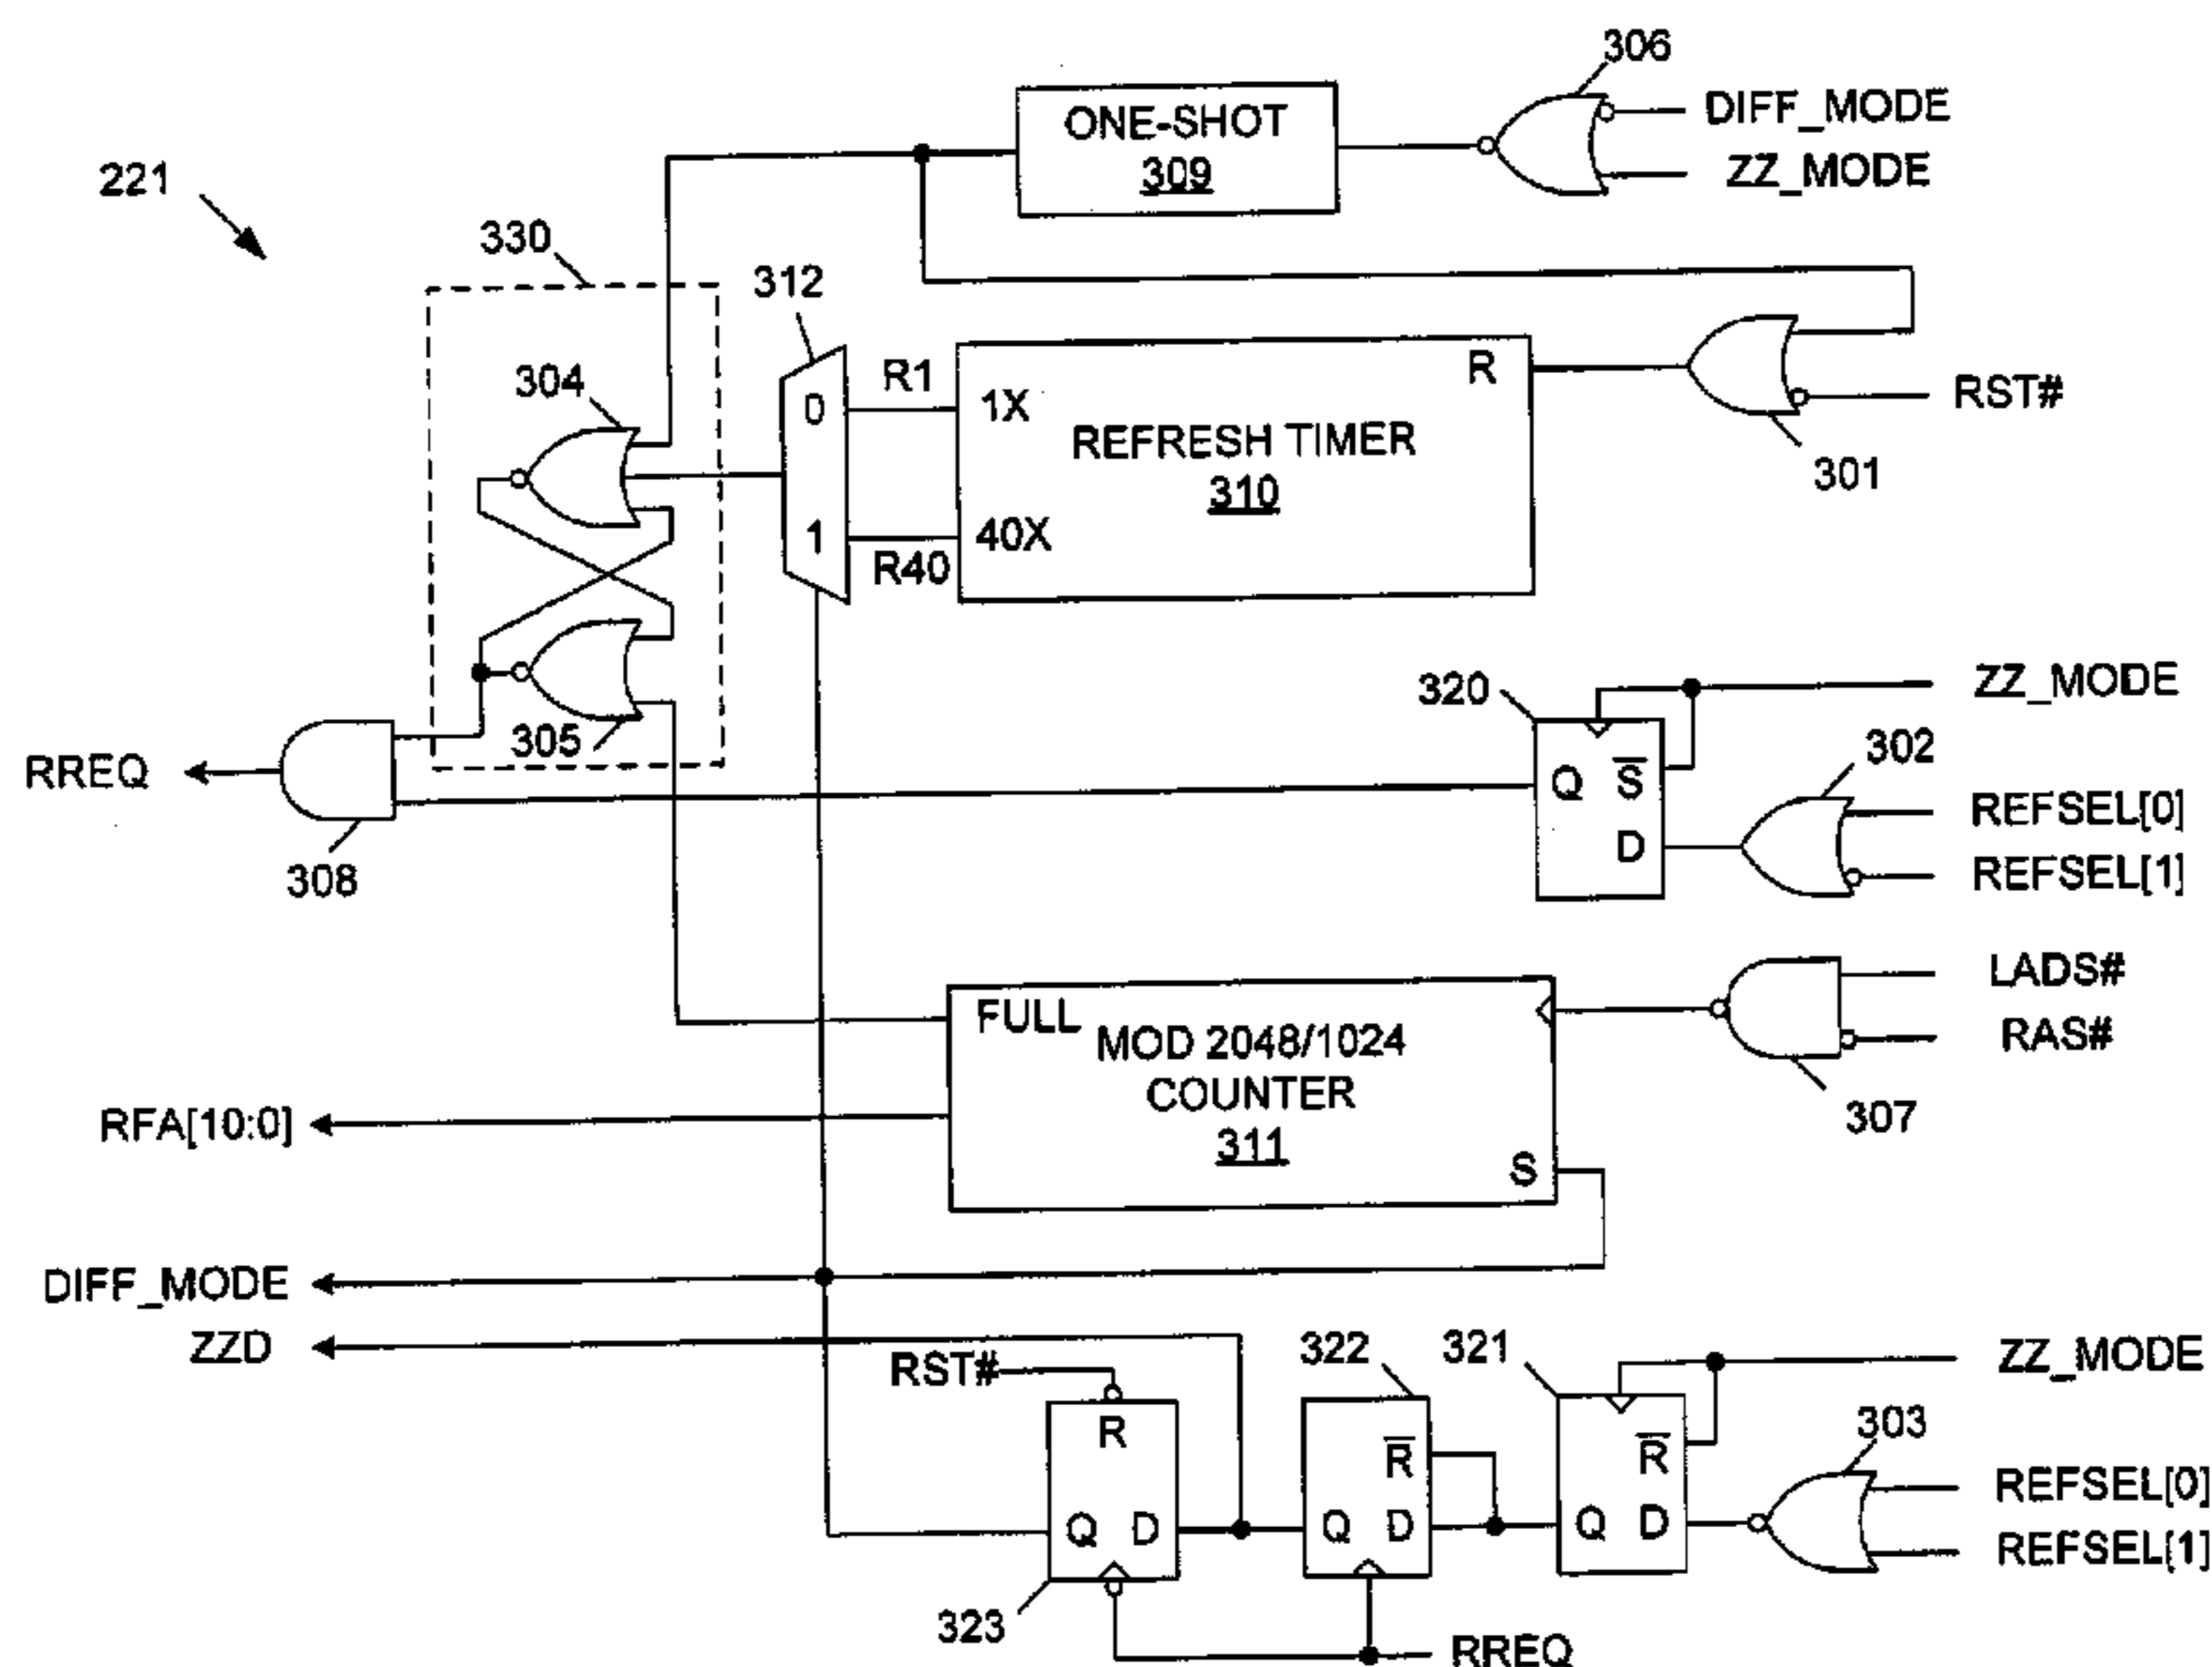 306
DIFF_MODE
ZZ_MODE
ONE-SHOT
309
221
330
312
304
R1
1X
R
REFRESH TIMER
310
RST#
301
0
1
40X
R40
305
RREQ
308
320
ZZ_MODE
Q
S
D
302
REFSEL[0]
REFSEL[1]
FULL
MOD 2048/1024
COUNTER
311
S
LADS#
RAS#
307
RFA[10:0]
DIFF_MODE
ZZD
RST#
R
Q D
323
322
R
Q D
321
R
Q D
ZZ_MODE
303
REFSEL[0]
REFSEL[1]
RREQ